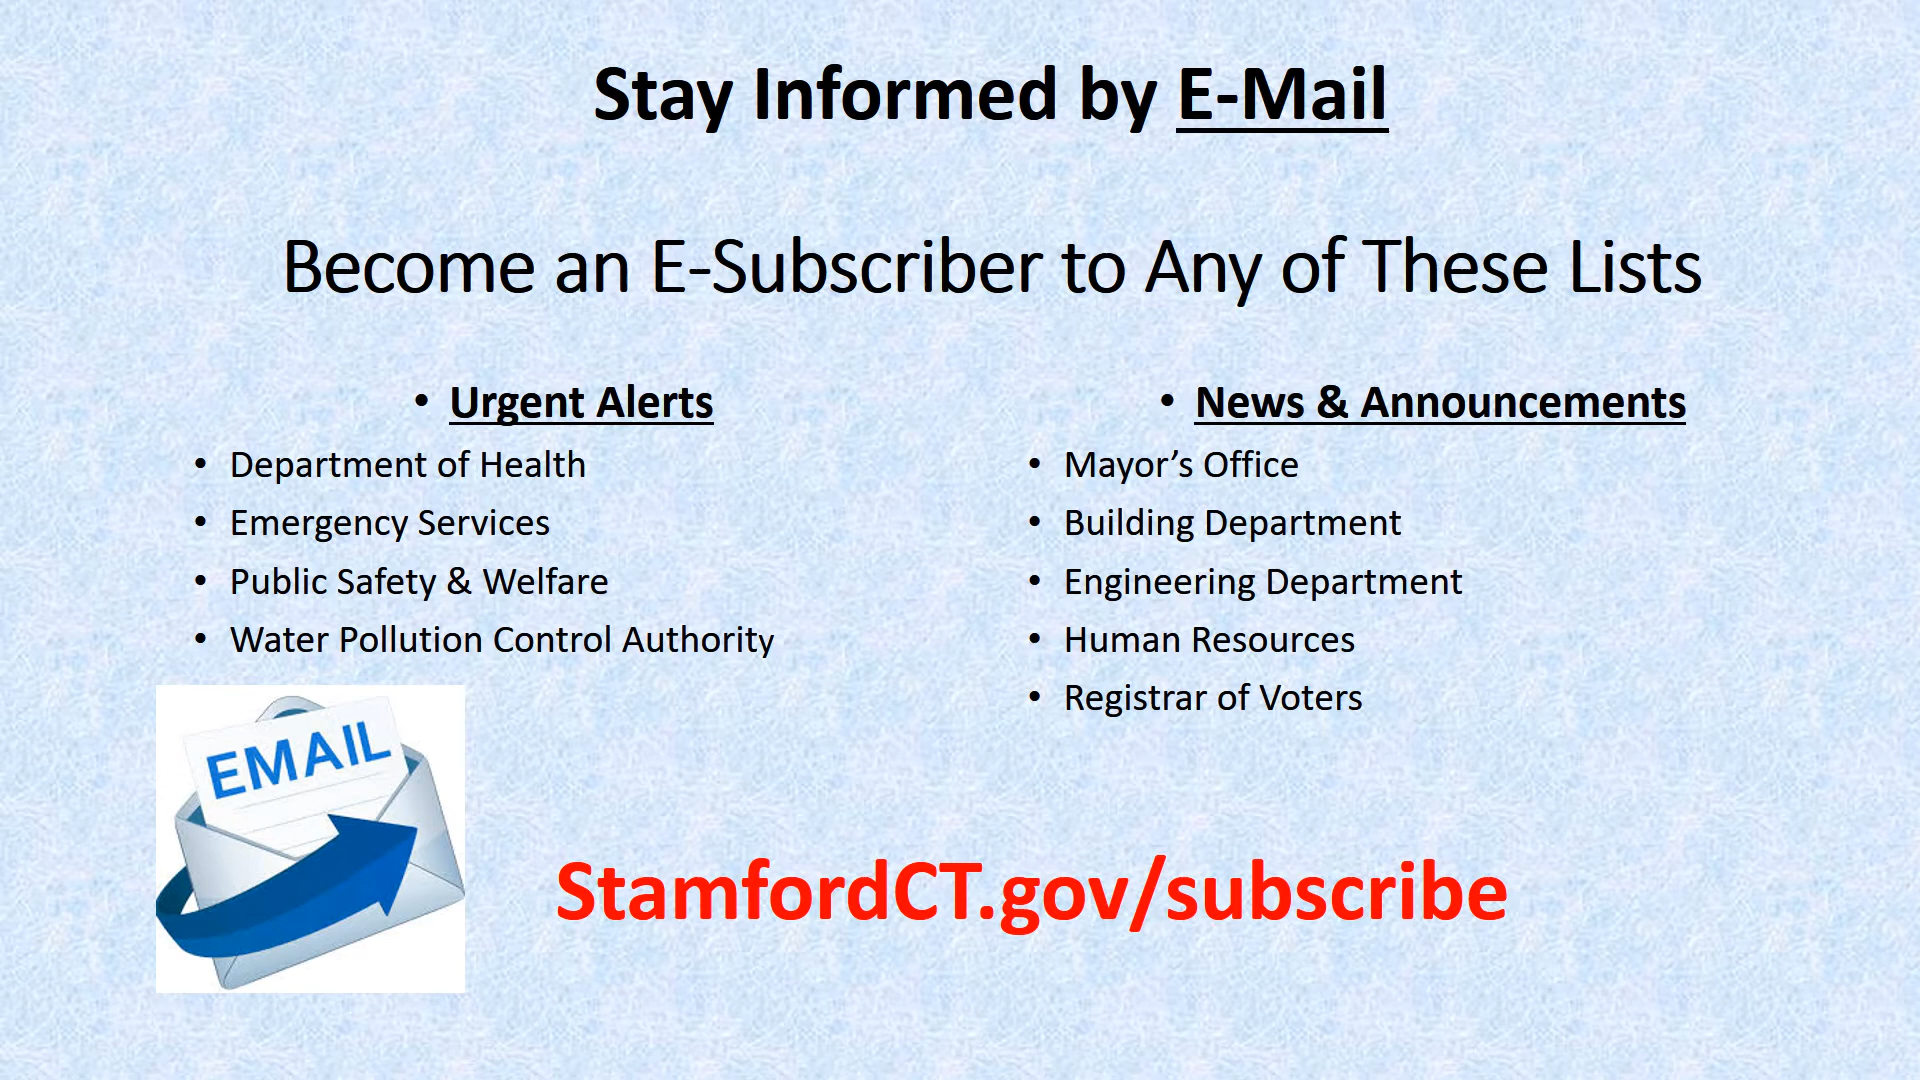 Stay Informed by E-Mail
Become an E-Subscriber to Any of These Lists
• Urgent Alerts
• Department of Health
• Emergency Services
• Public Safety & Welfare
• Water Pollution Control Authority
• News & Announcements
• Mayor’s Office
• Building Department
• Engineering Department
• Human Resources
• Registrar of Voters
EMAIL
StamfordCT.gov/subscribe